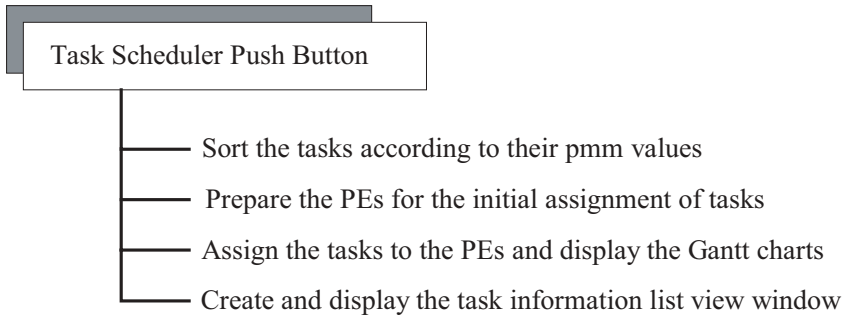 Task Scheduler Push Button
Sort the tasks according to their pmm values
Prepare the PEs for the initial assignment of tasks
Assign the tasks to the PEs and display the Gantt charts
Create and display the task information list view window